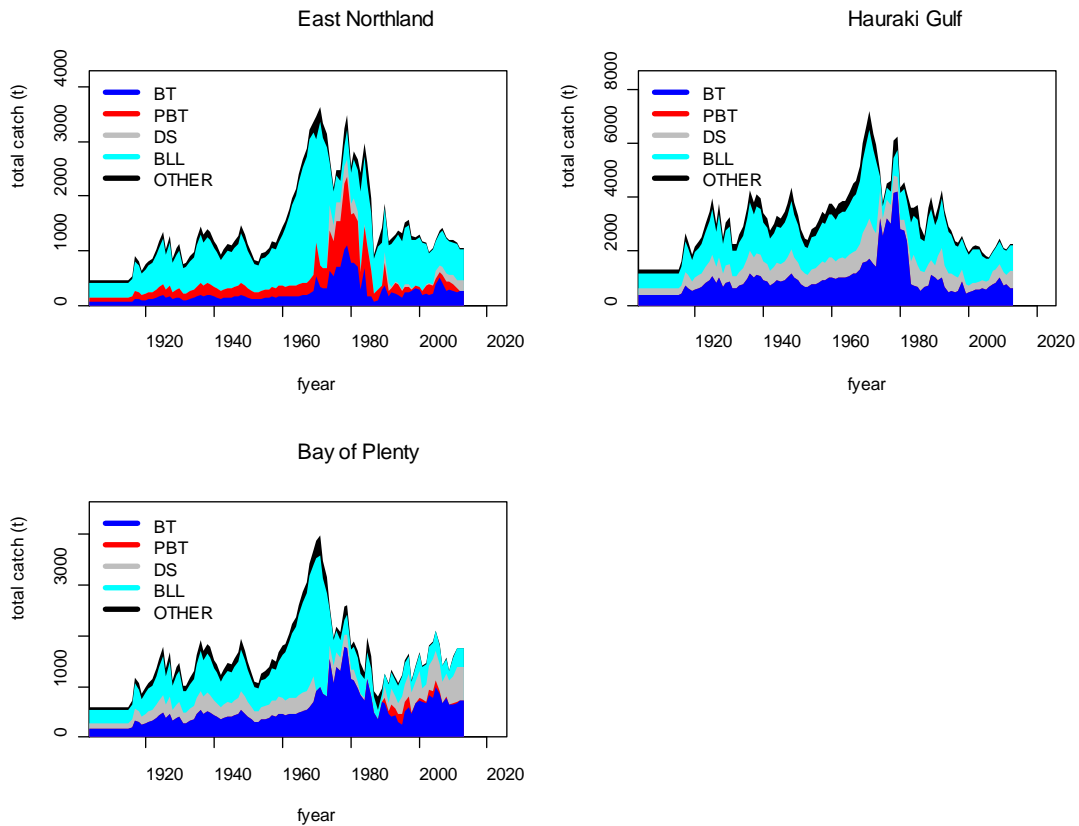 East Northland
total catch (t)
4000
3000
2000
1000
0
BT
PBT
DS
BLL
OTHER
1920 1940 1960 1980 2000 2020
fyear
Hauraki Gulf
total catch (t)
8000
6000
4000
2000
0
BT
PBT
DS
BLL
OTHER
1920 1940 1960 1980 2000 2020
fyear
Bay of Plenty
total catch (t)
3000
1000
0
BT
PBT
DS
BLL
OTHER
1920 1940 1960 1980 2000 2020
fyear